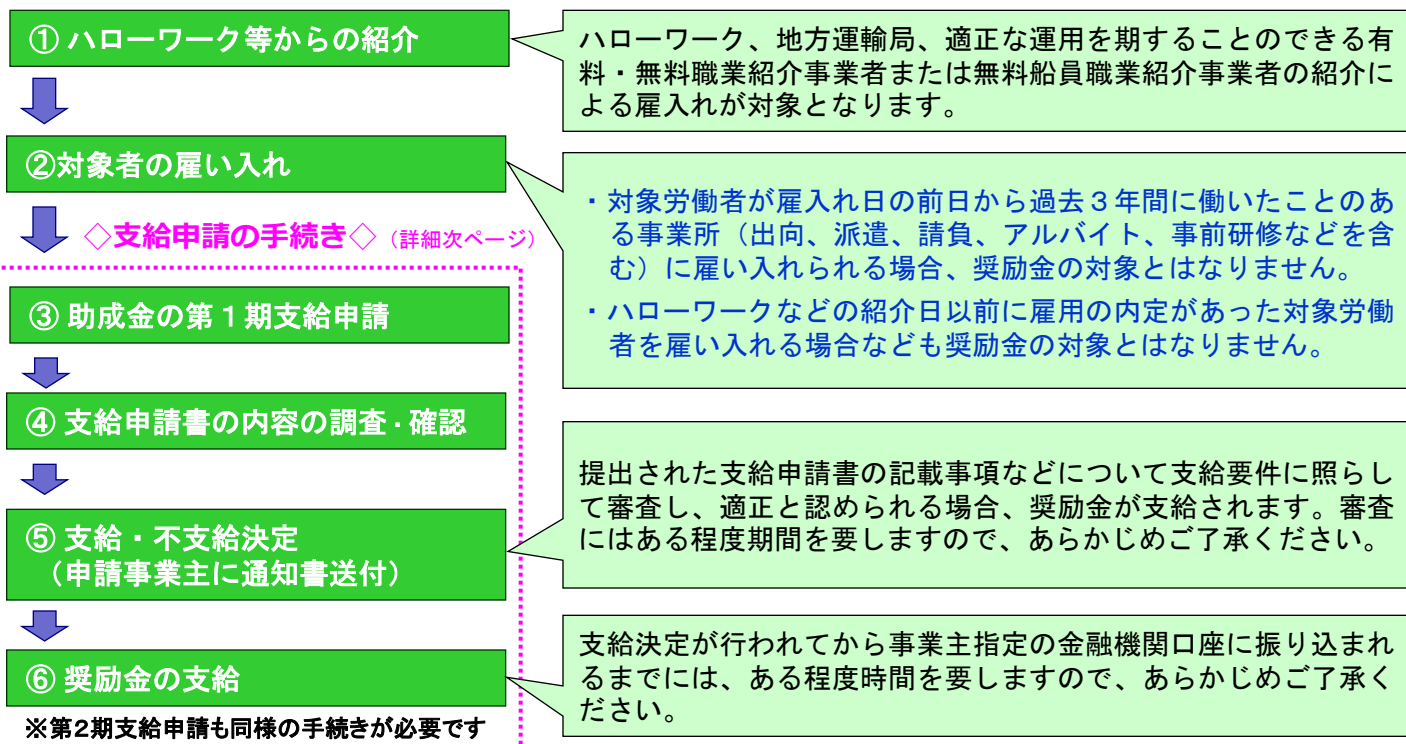 ① ハローワーク等からの紹介
ハローワーク、地方運輸局、適正な運用を期することのできる有
料・無料職業紹介事業者または無料船員職業紹介事業者の紹介に
よる雇入れが対象となります。
②対象者の雇い入れ
・対象労働者が雇入れ日の前日から過去３年間に働いたことのあ
る事業所（出向、派遣、請負、アルバイト、事前研修などを含
む）に雇い入れられる場合、奨励金の対象とはなりません。
・ハローワークなどの紹介日以前に雇用の内定があった対象労働
者を雇い入れる場合なども奨励金の対象とはなりません。
◇支給申請の手続き◇（詳細次ページ）
③ 助成金の第１期支給申請
④ 支給申請書の内容の調査・確認
提出された支給申請書の記載事項などについて支給要件に照らし
て審査し、適正と認められる場合、奨励金が支給されます。審査
にはある程度期間を要しますので、あらかじめご了承ください。
⑤ 支給・不支給決定
（申請事業主に通知書送付）
支給決定が行われてから事業主指定の金融機関口座に振り込まれ
るまでには、ある程度時間を要しますので、あらかじめご了承く
ださい。
⑥ 奨励金の支給
※第2期支給申請も同様の手続きが必要です